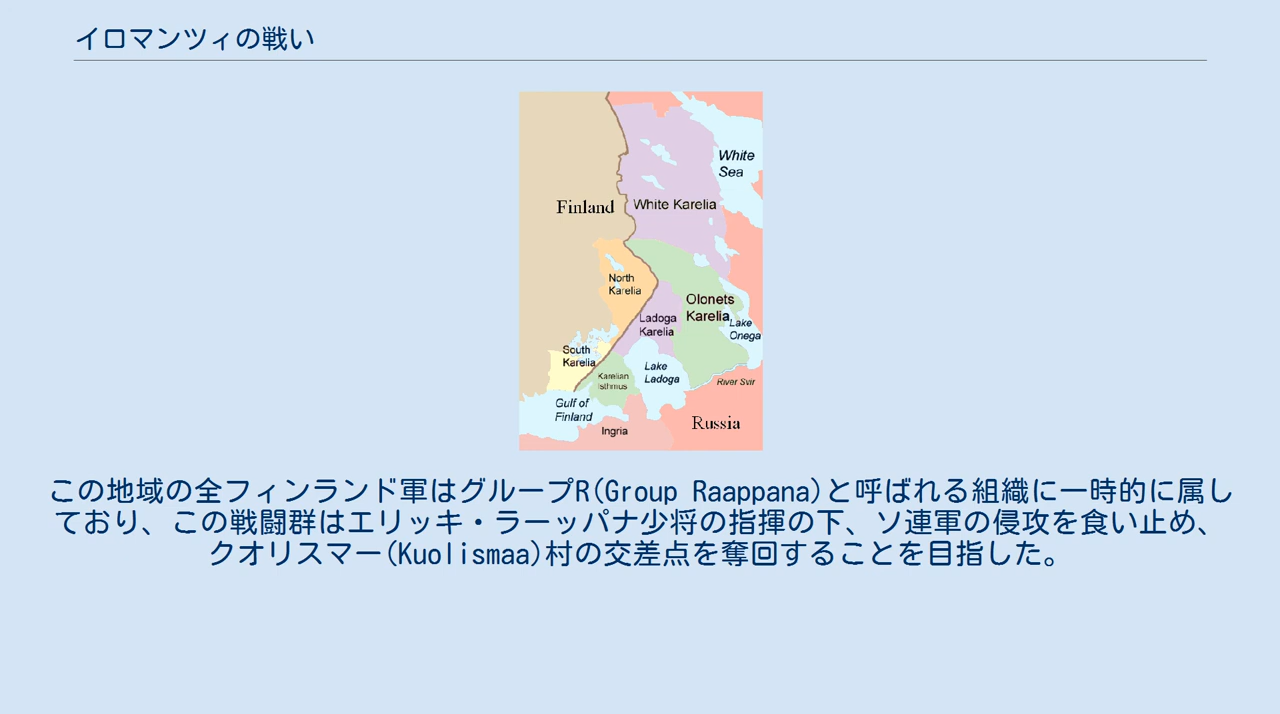 イロマンツィの戦い
White
Sea
Finland
White Karelia
North
Karelia
Olonets
Karelia
Ladoga
Karelia
Lake
Onega
South
Karelia
Lake
Ladoga
Karelian
Isthmus
River Svir
Gulf of
Finland
Russia
Ingria
この地域の全フィンランド軍はグループR(Group Raappana)と呼ばれる組織に一時的に属し
ており、この戦闘群はエリッキ・ラーッパナ少将の指揮の下、ソ連軍の侵攻を食い止め、
クオリスマー(Kuolismaa)村の交差点を奪回することを目指した。